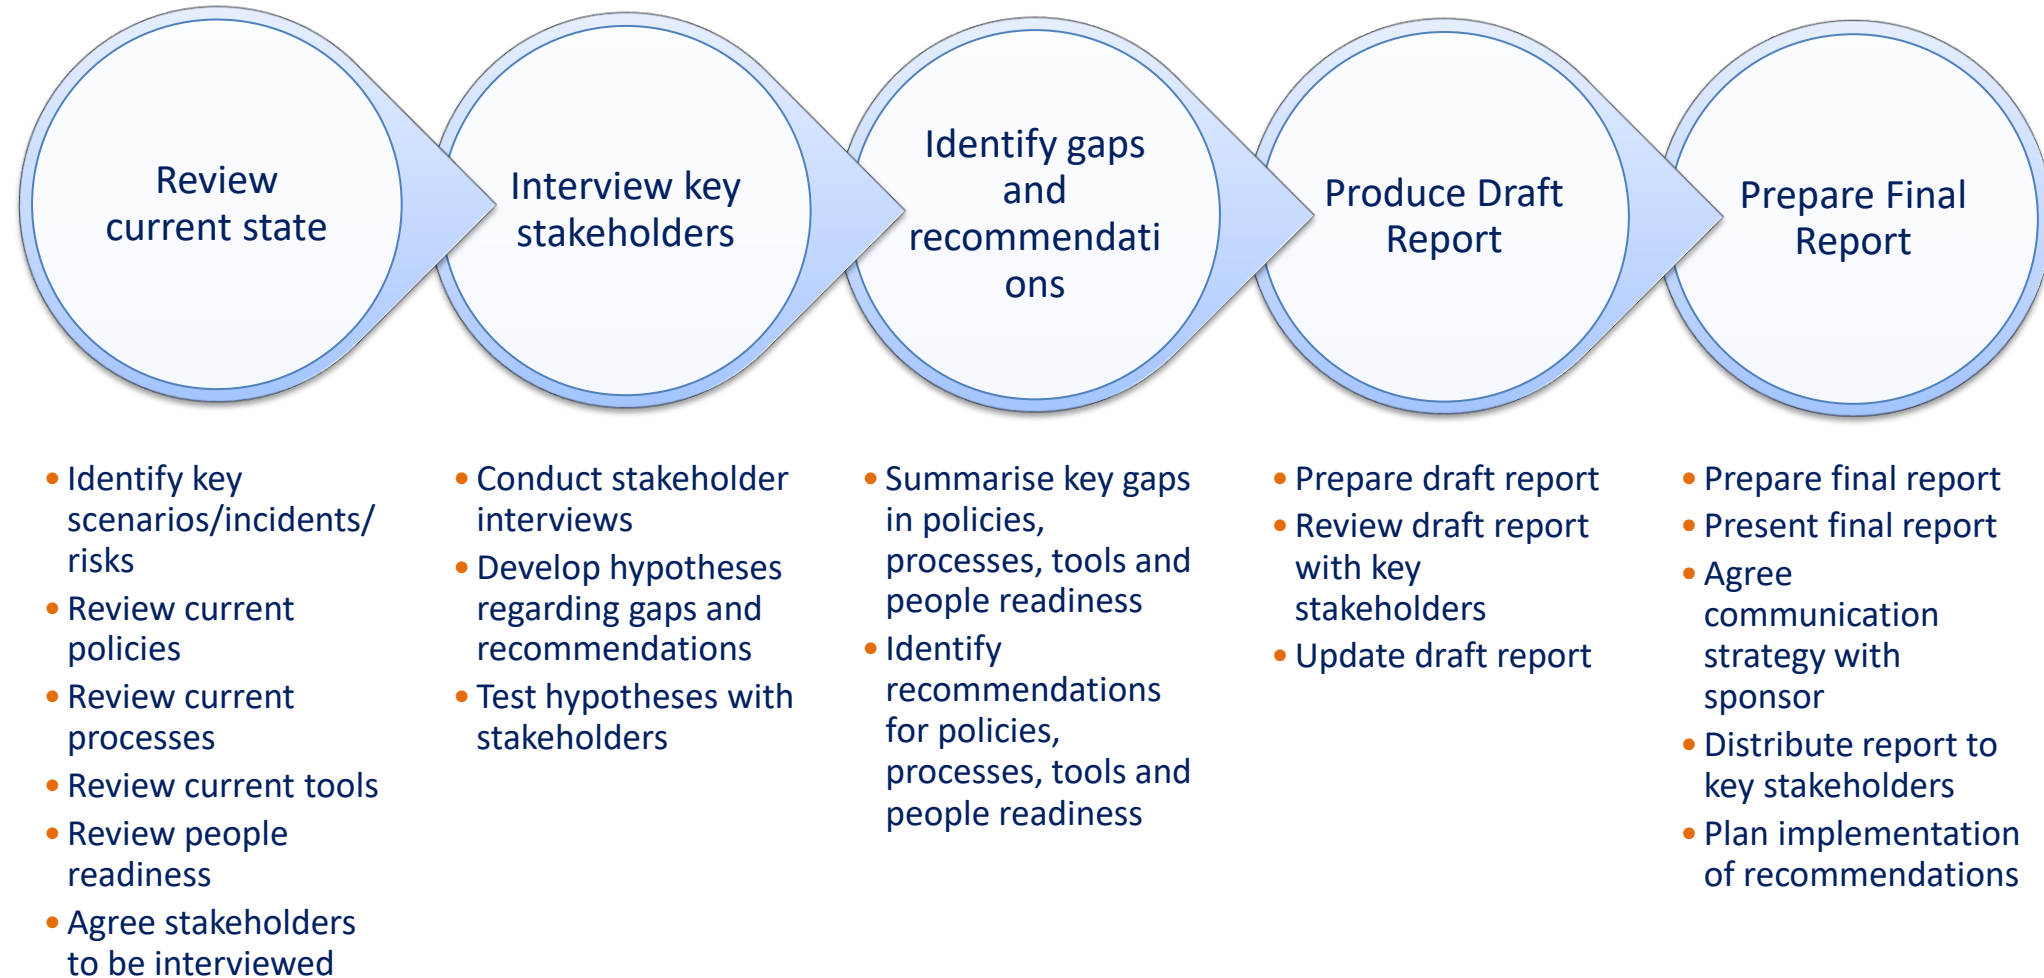 Review
current state
Interview key
stakeholders
Identify gaps
and
recommendati
ons
Produce Draft
Report
Prepare Final
Report
• Identify key
scenarios/incidents/
risks
• Review current
policies
• Review current
processes
• Review current tools
• Review people
readiness
• Agree stakeholders
to be interviewed
• Conduct stakeholder
interviews
• Develop hypotheses
regarding gaps and
recommendations
• Test hypotheses with
stakeholders
• Summarise key gaps
in policies,
processes, tools and
people readiness
• Identify
recommendations
for policies,
processes, tools and
people readiness
• Prepare draft report
• Review draft report
with key
stakeholders
• Update draft report
• Prepare final report
• Present final report
• Agree
communication
strategy with
sponsor
• Distribute report to
key stakeholders
• Plan implementation
of recommendations